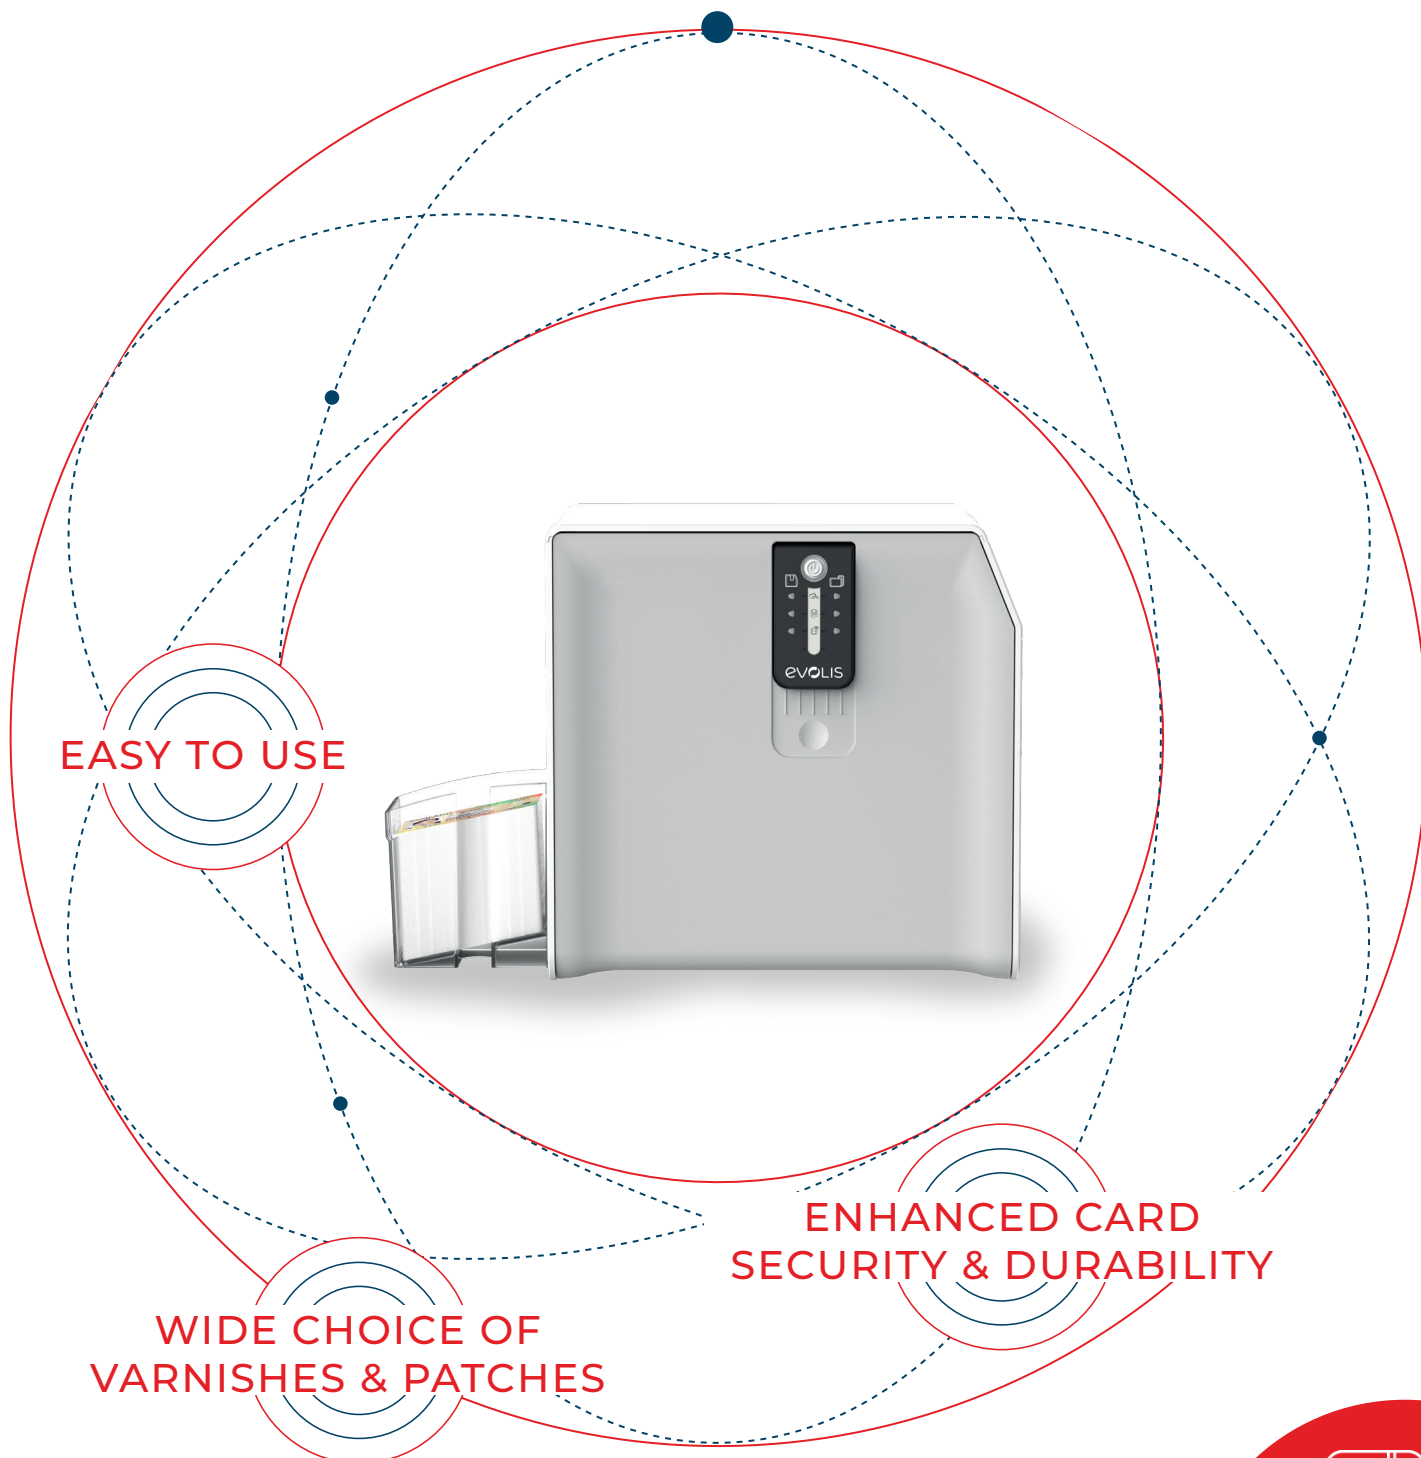 evolis
EASY TO USE
ENHANCED CARD
SECURITY & DURABILITY
WIDE CHOICE OF
VARNISHES & PATCHES